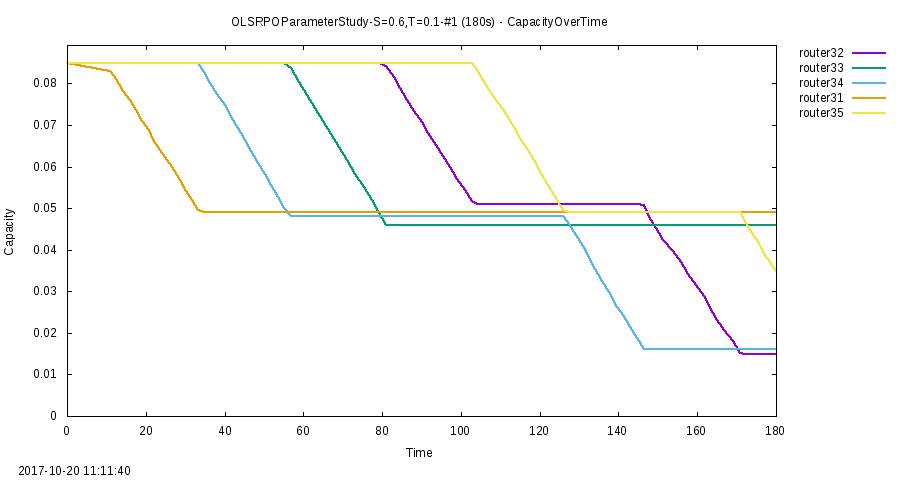 OLSRPOParameterStudy-S=0.6,T=0.1-#1 (180s) - CapacityOverTime
router32
router33
router34
router31
router35
0.08
0.07
0.06
0.05
0.04
0.03
0.02
0.01
0
Capacity
0 20 40 60 80 100 120 140 160 180
Time
2017-10-20 11:11:40